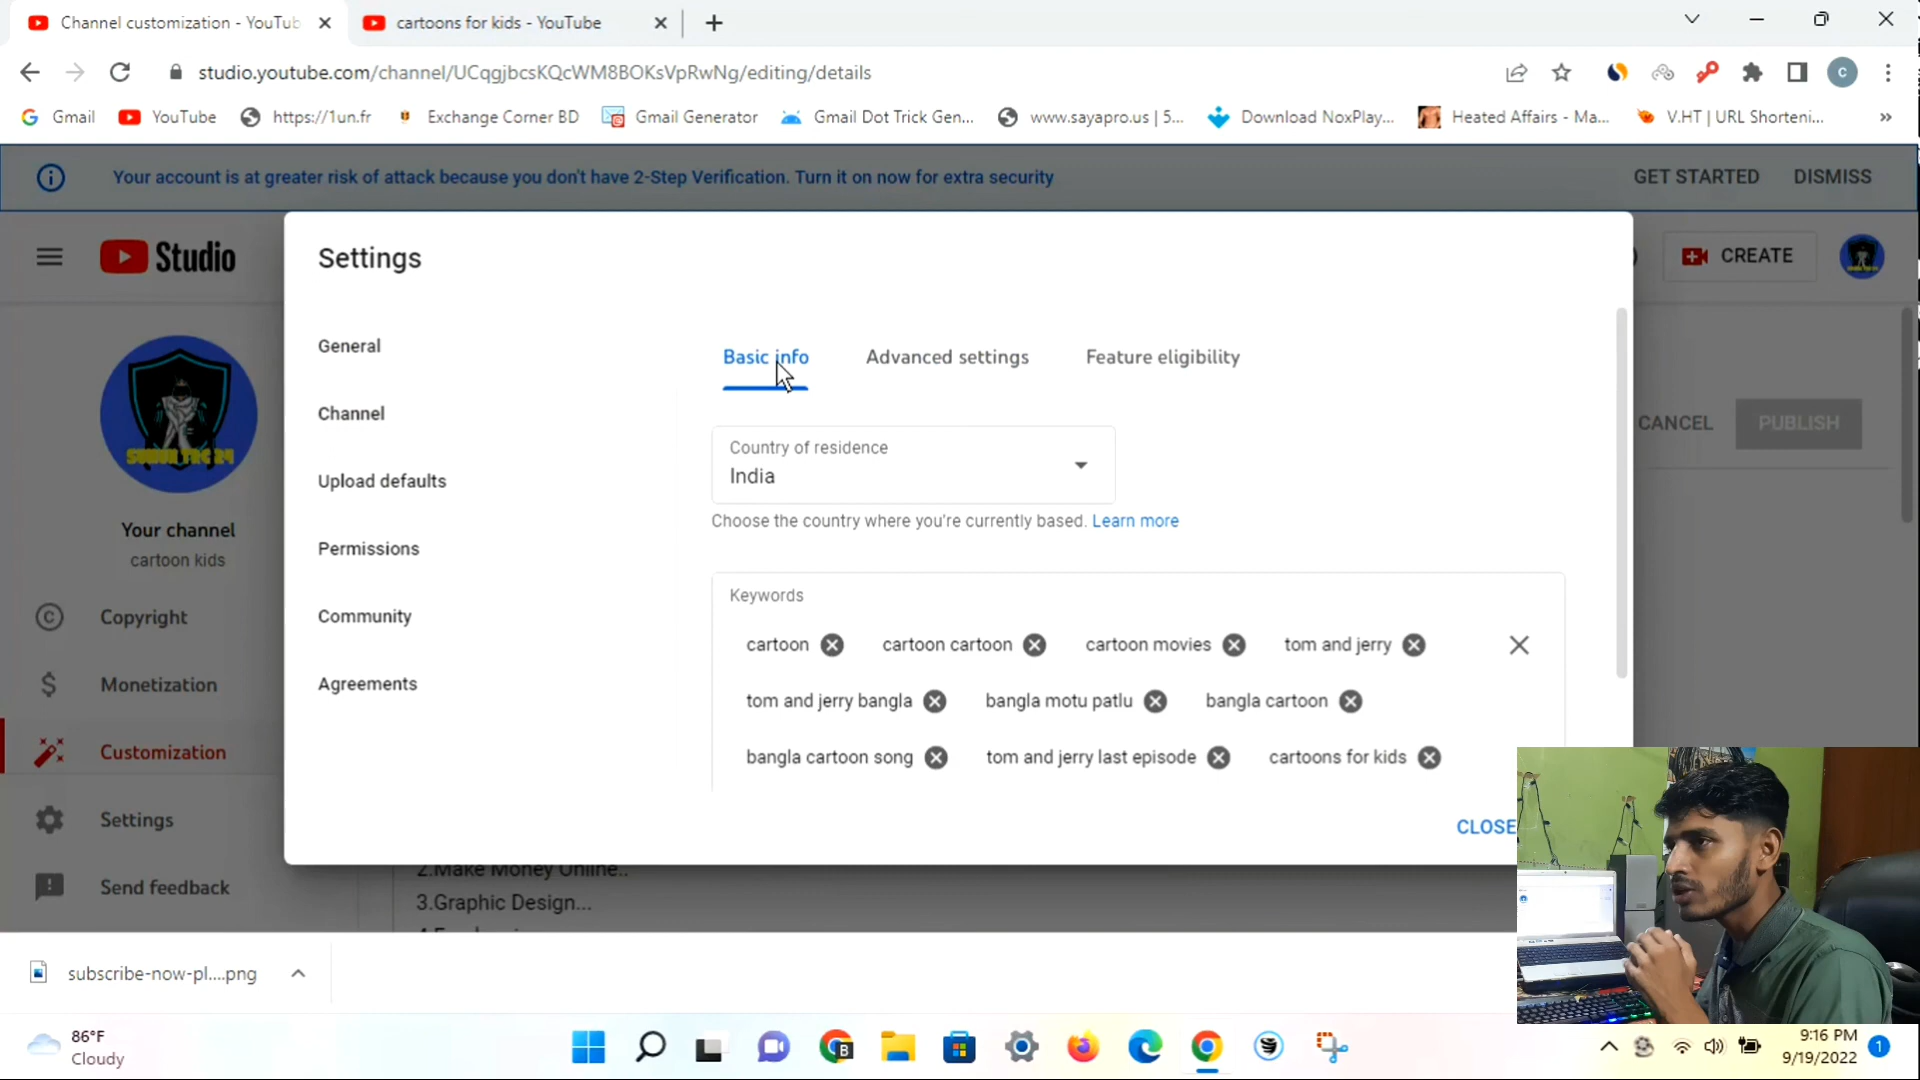 Channel customization - YouTub
cartoons for kids - YouTube
studio.youtube.com/channel/UCqgjbcsKQcWM8BOKsVpRwNg/editing/details
C
Gmail
YouTube
https://1un.fr
Exchange Corner BD
Gmail Generator
Gmail Dot Trick Gen...
www.sayapro.us | 5...
Download NoxPlay...
Heated Affairs - Ma...
V.HT | URL Shorteni...
Your account is at greater risk of attack because you don't have 2-Step Verification. Turn it on now for extra security
GET STARTED
DISMISS
Studio
CREATE
Settings
General
Channel
Upload defaults
Permissions
Community
Agreements
Basic info
Advanced settings
Feature eligibility
Country of residence
India
Choose the country where you're currently based. Learn more
Keywords
cartoon
cartoon cartoon
cartoon movies
tom and jerry
tom and jerry bangla
bangla motu patlu
bangla cartoon
bangla cartoon song
tom and jerry last episode
cartoons for kids
CLOSE
CANCEL
PUBLISH
Your channel
cartoon kids
Copyright
Monetization
Customization
Settings
Send feedback
2.Make Money Online..
3.Graphic Design...
subscribe-now-pl....png
86°F
Cloudy
9:16 PM
9/19/2022
1